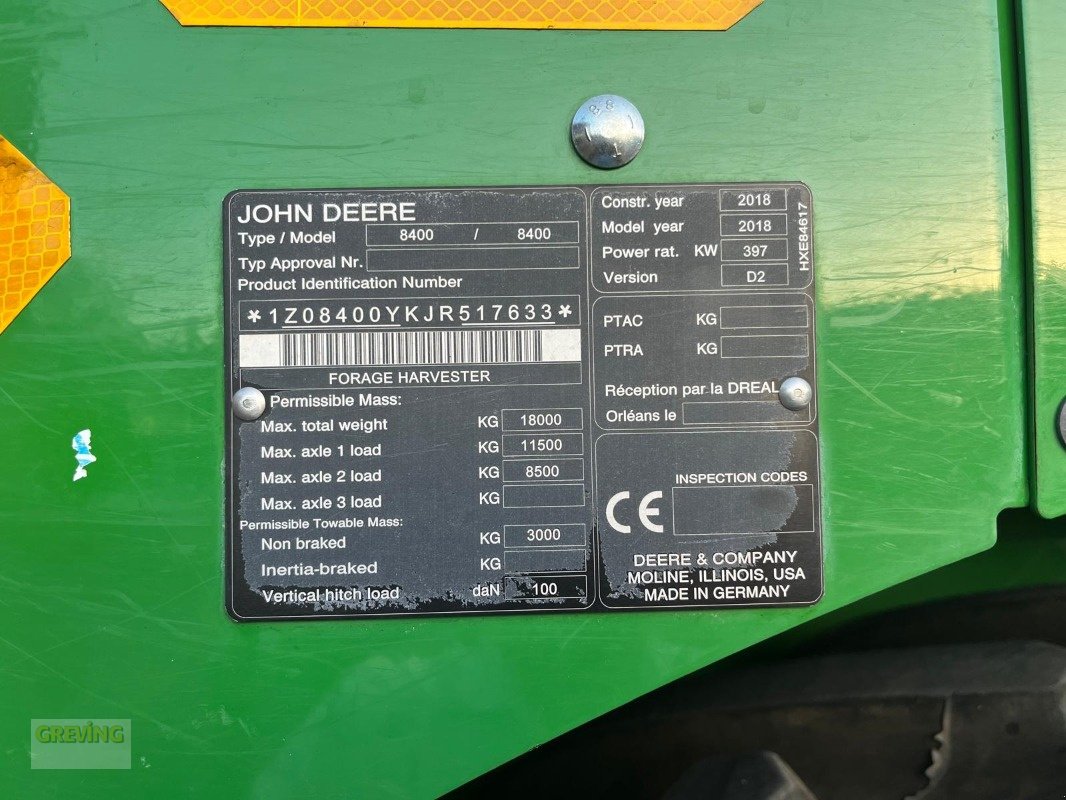 JOHN DEERE
Type / Model 8400 / 8400
Typ Approval Nr.
Product Identification Number
*1Z08400YKJR517633*
FORAGE HARVESTER
Permissible Mass:
Max. total weight KG 18000
Max. axle 1 load KG 11500
Max. axle 2 load KG 8500
Max. axle 3 load KG
Permissible Towable Mass:
Non braked KG 3000
Inertia-braked KG
Vertical hitch load daN 100
Constr. year 2018
Model year 2018
Power rat. KW 397
Version D2
HXE84617
PTAC KG
PTRA KG
Réception par la DREAL
Orléans le
INSPECTION CODES
CE
DEERE & COMPANY
MOLINE, ILLINOIS, USA
MADE IN GERMANY
GREVING